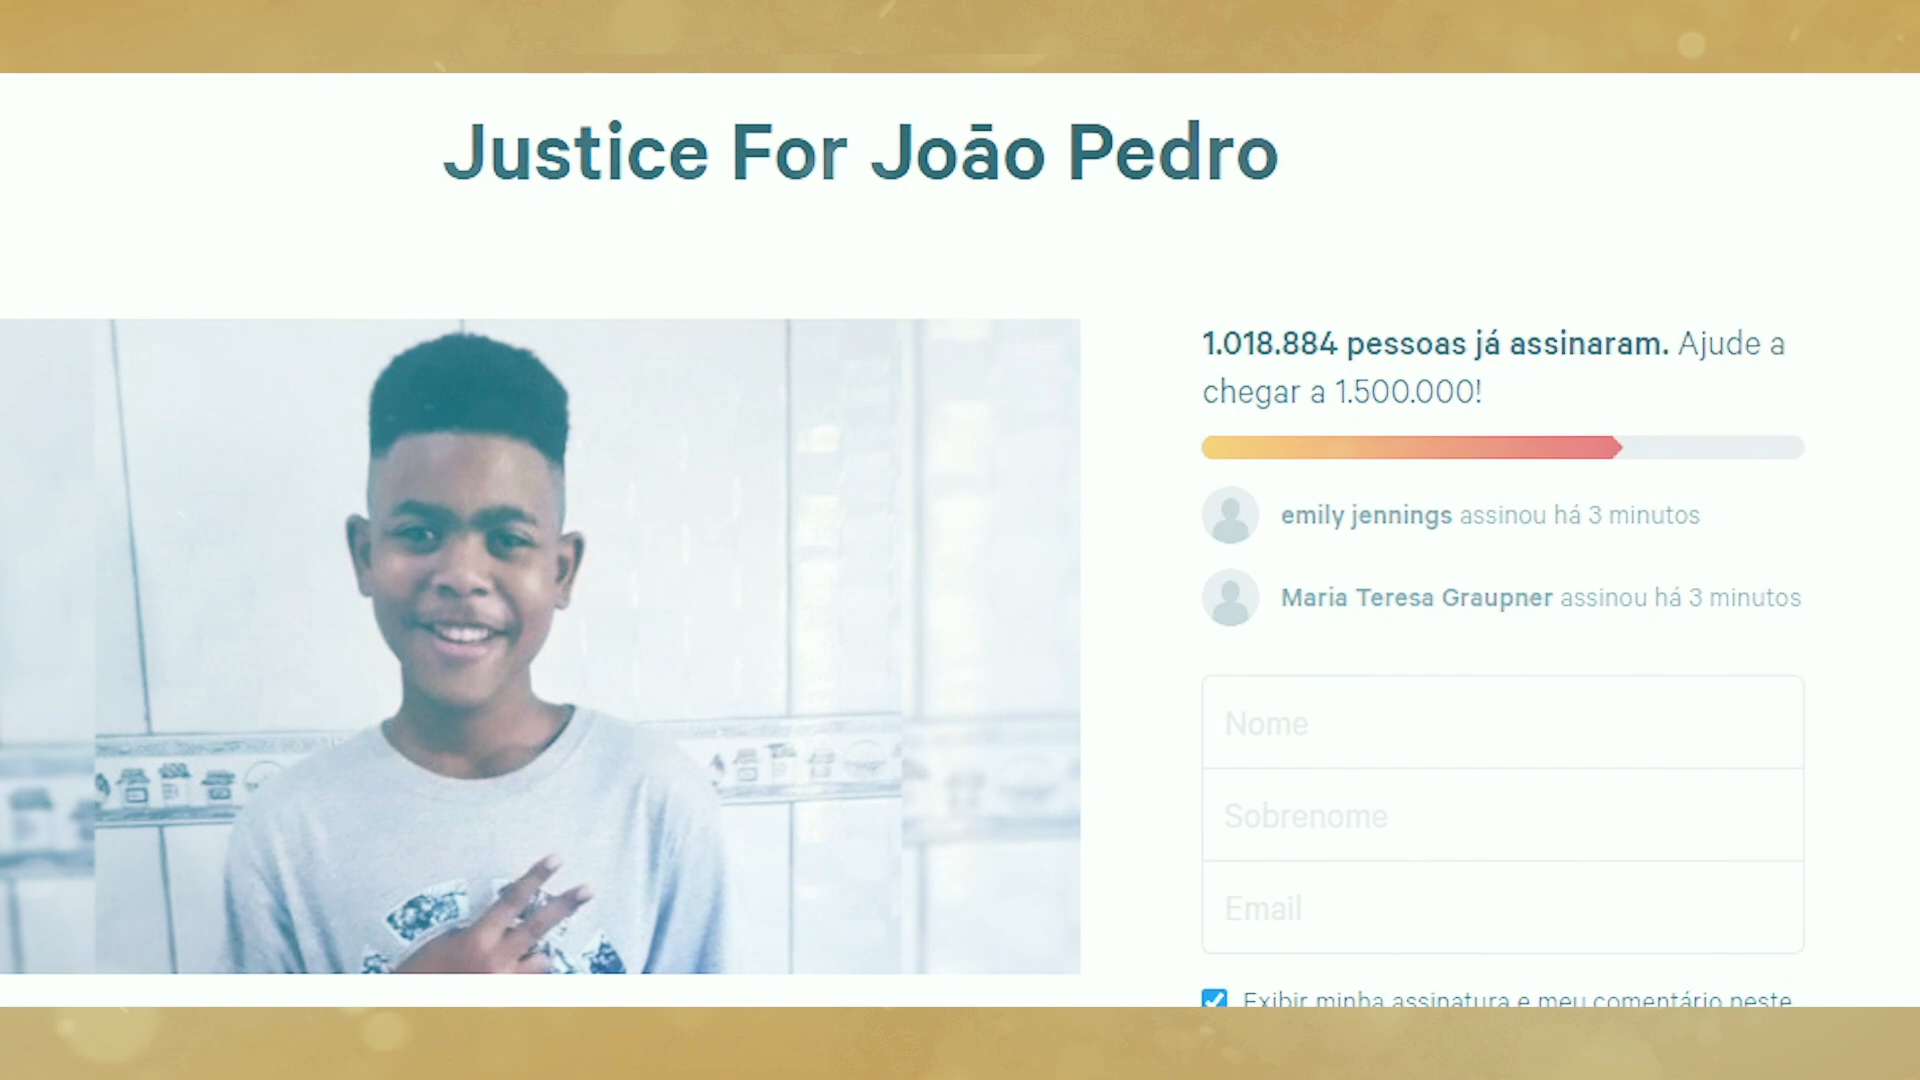 Justice For João Pedro
1.018.884 pessoas já assinaram. Ajude a
chegar a 1.500.000!
emily jennings assinou há 3 minutos
Maria Teresa Graupner assinou há 3 minutos
Nome
Sobrenome
Email
Exibir minha assinatura e meu comentário neste